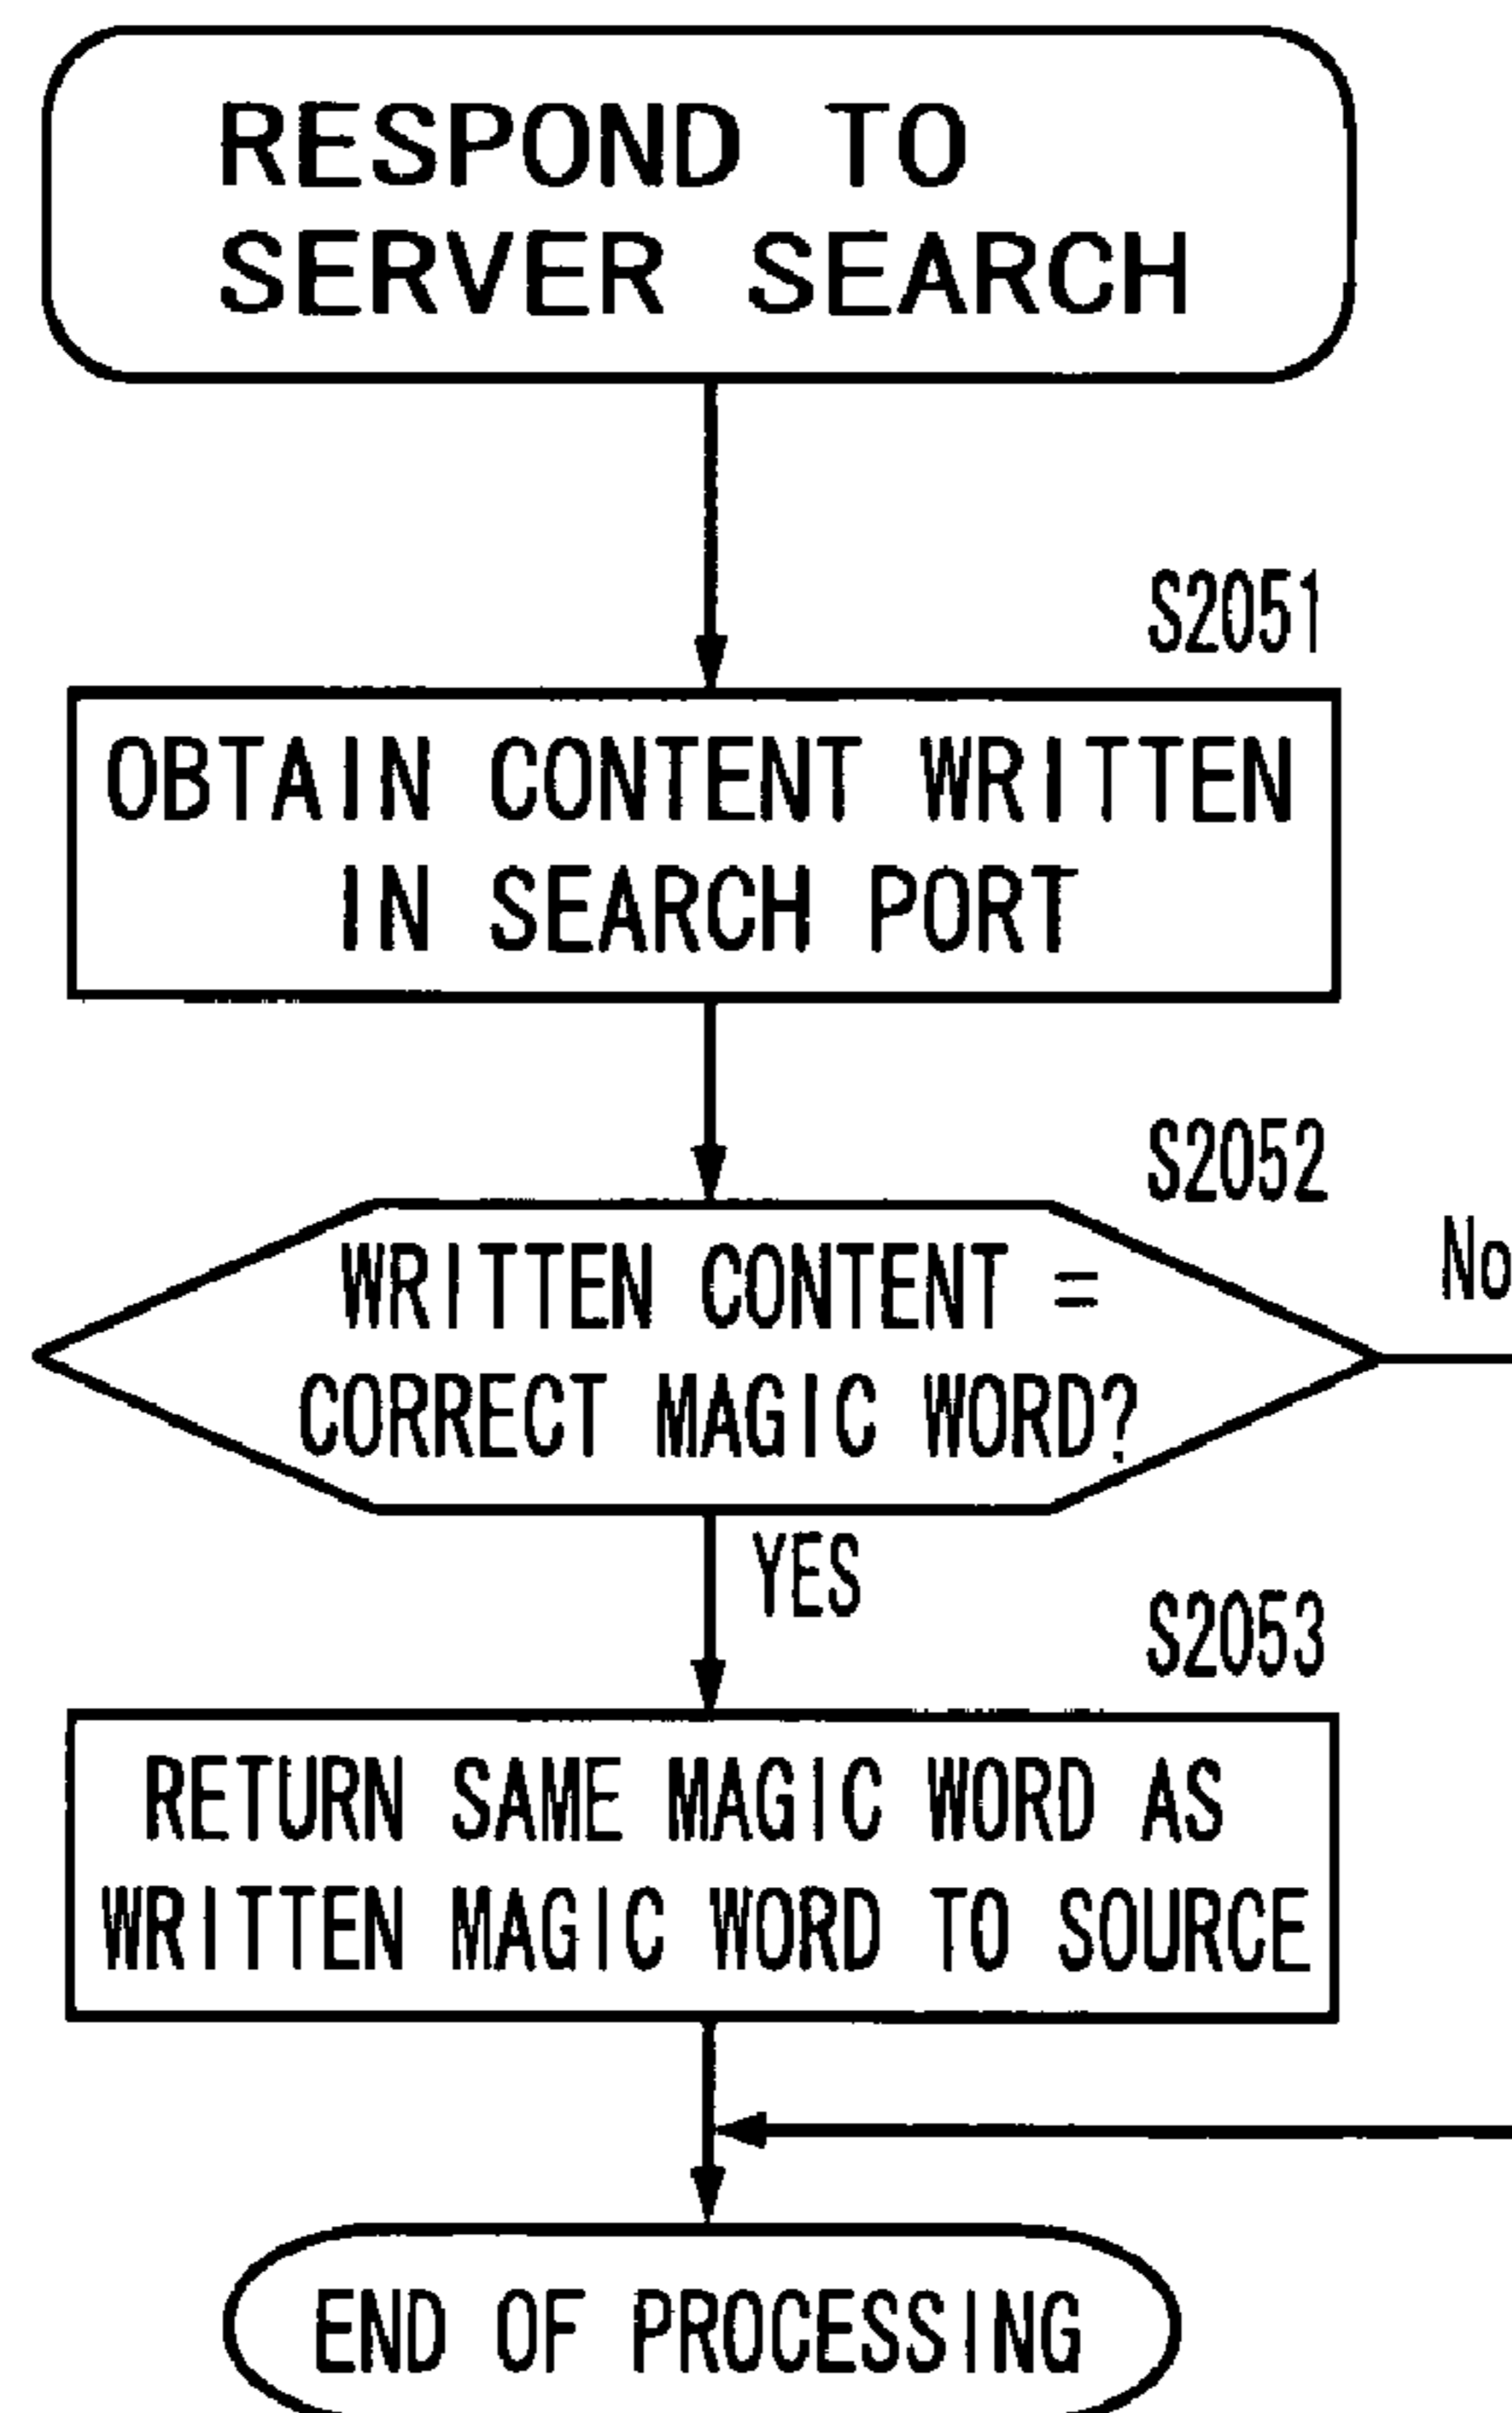 RESPOND TO
SERVER SEARCH
S2051
OBTAIN CONTENT WRITTEN
IN SEARCH PORT
S2052
No
WRITTEN CONTENT =
CORRECT MAGIC WORD?
YES
S2053
RETURN SAME MAGIC WORD AS
WRITTEN MAGIC WORD TO SOURCE
END OF PROCESSING